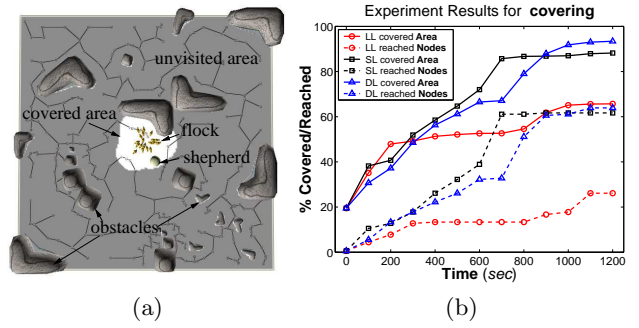 unvisited area
covered area
flock
shepherd
obstacles
(a)
Experiment Results for covering
% Covered/Reached
100
80
60
40
20
0
LL covered Area
LL reached Nodes
SL covered Area
SL reached Nodes
DL covered Area
DL reached Nodes
0 200 400 600 800 1000 1200
Time (sec)
(b)